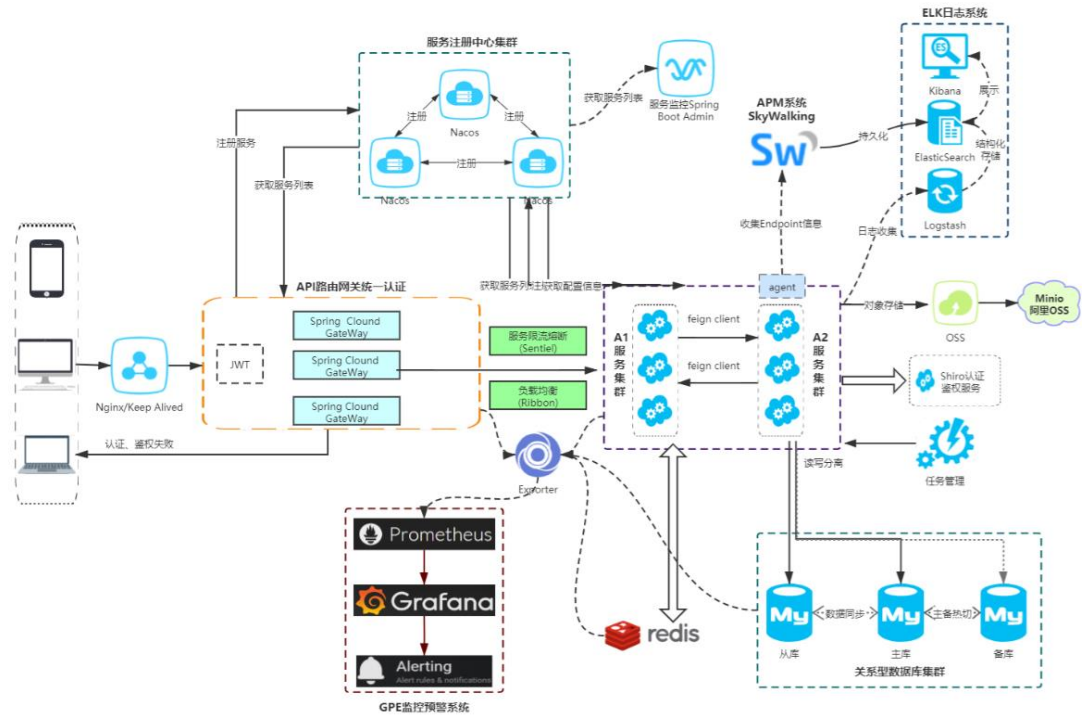 ELK日志系统
服务注册中心集群
Kibana
展示
注册
Nacos
注册
获取服务列表
服务监控Spring
Boot Admin
APM系统
SkyWalking
Sw
持久化
ES
ElasticSearch
结构化
存储
注册服务
获取服务列表
注册
Nacos
Nacos
收集Endpoint信息
日志收集
Logstash
API路由网关统一认证
获取服务列
注
获取配置信息
agent
JWT
Spring Clound
GateWay
Spring Clound
GateWay
Spring Clound
GateWay
服务限流熔断
(Sentiel)
负载均衡
(Ribbon)
A1
服务集群
feign client
feign client
A2
服务集群
对象存储
OSS
Minio
阿里OSS
Shiro认证
鉴权服务
Nginx/Keep Alived
认证、鉴权失败
Exporter
读写分离
任务管理
Prometheus
Grafana
Alerting
Alert rules & notifications
GPE监控预警系统
redis
My
数据同步
My
主备热切
My
从库
主库
备库
关系型数据库集群